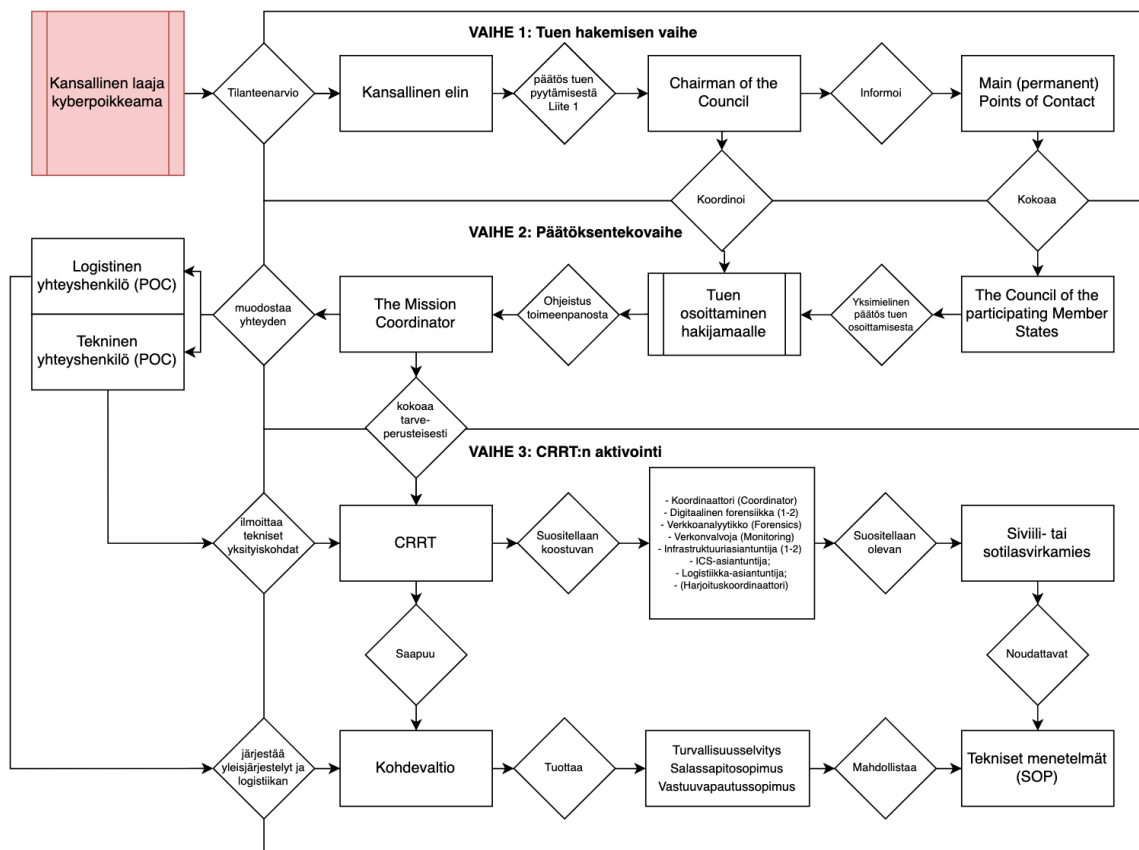 VAIHE 1: Tuen hakemisen vaihe
Kansallinen laaja
kyberpoikkeama
Tilanteenarvio
Kansallinen elin
päätös tuen
pyytämisestä
Liite 1
Chairman of the
Council
Informoi
Main (permanent)
Points of Contact
Koordinoi
Kokoaa
VAIHE 2: Päätöksentekovaihe
Logistinen
yhteyshenkilö (POC)
Tekninen
yhteyshenkilö (POC)
muodostaa
yhteyden
The Mission
Coordinator
Ohjeistus
toimeenpanosta
Tuen
osoittaminen
hakijamaalle
Yksimielinen
päätös tuen
osoittamisesta
The Council of the
participating Member
States
kokoaa
tarve-
perusteisesti
VAIHE 3: CRRT:n aktivointi
ilmoittaa
tekniset
yksityiskohdat
CRRT
Suositellaan
koostuvan
- Koordinaattori (Coordinator)
- Digitaalinen forensiikka (1-2)
- Verkkoanalyytikko (Forensics)
- Verkonvalvoja (Monitoring)
- Infrastruktuuriasiantuntija (1-2)
- ICS-asiantuntija;
- Logistiikka-asiantuntija;
- (Harjoituskoordinaattori)
Suositellaan
olevan
Siviili- tai
sotilasvirkamies
Saapuu
Noudattavat
järjestää
yleisjärjestelyt ja
logistiikan
Kohdevaltio
Tuottaa
Turvallisuusselvitys
Salassapitosopimus
Vastuuvapautussopimus
Mahdollistaa
Tekniset menetelmät
(SOP)